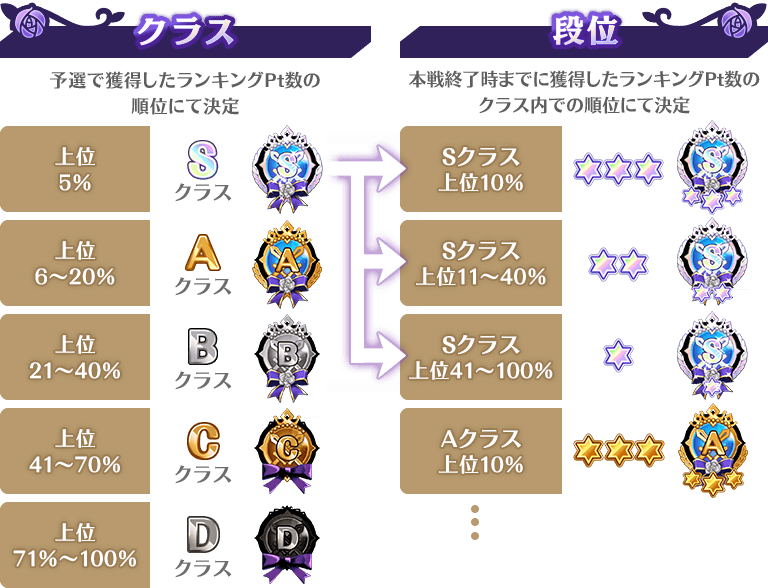 クラス
予選で獲得したランキングPt数の
順位にて決定
上位
5%
S
クラス
S
上位
6〜20%
A
クラス
A
上位
21〜40%
B
クラス
B
上位
41〜70%
C
クラス
C
上位
71%〜100%
D
クラス
D
段位
本戦終了時までに獲得したランキングPt数の
クラス内での順位にて決定
Sクラス
上位10%
S
Sクラス
上位11〜40%
S
Sクラス
上位41〜100%
S
Aクラス
上位10%
A